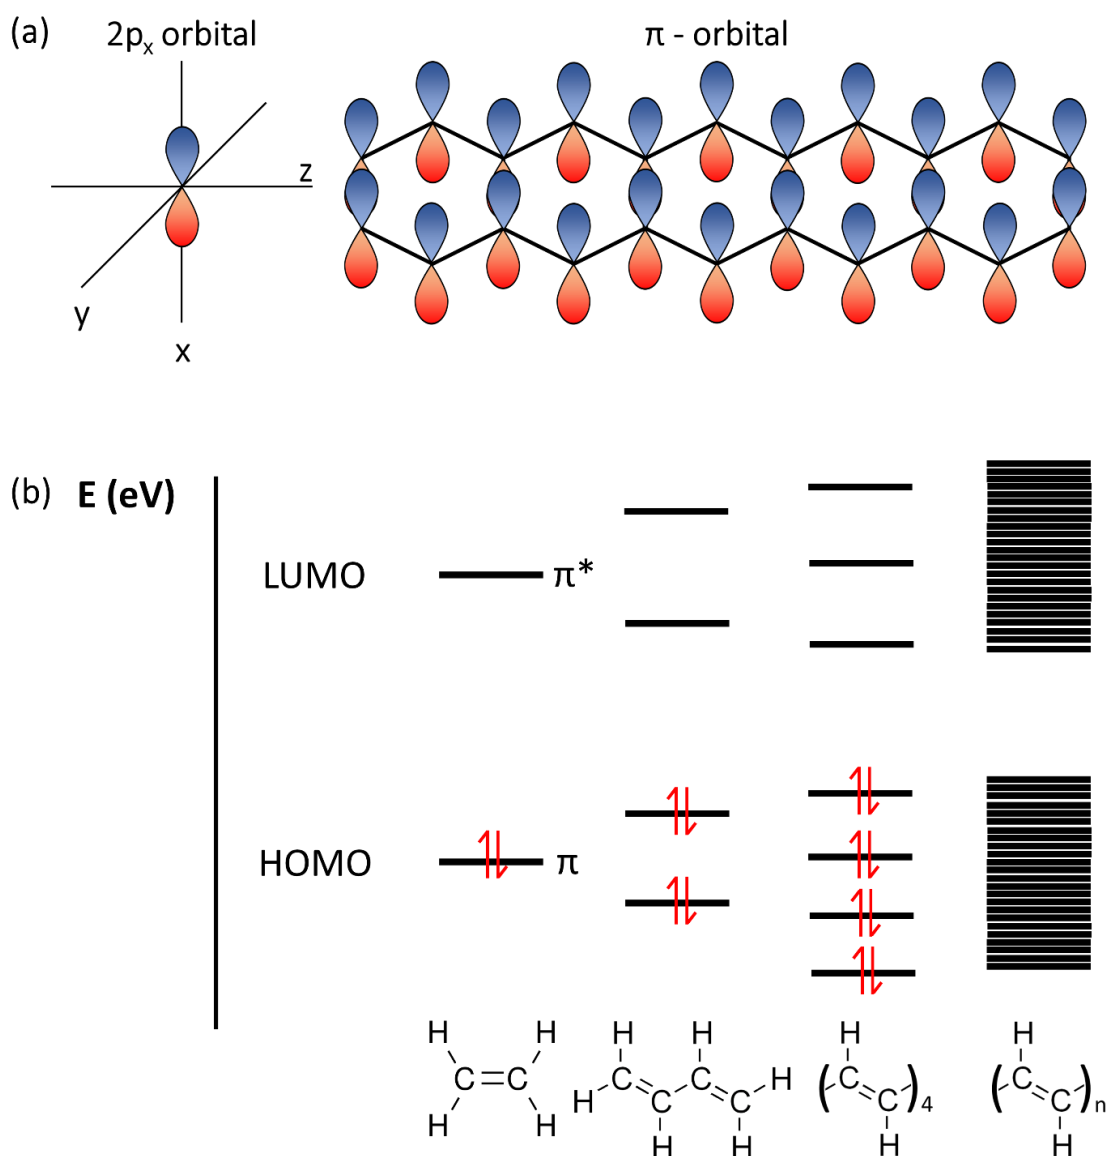 (a)
2pₓ orbital
π - orbital
z
y
x
(b) E (eV)
LUMO
π*
HOMO
π
H H
C=C
H H
H H
H C C H
C C
H H
H
( C )4
C
H
H
( C )n
C
H